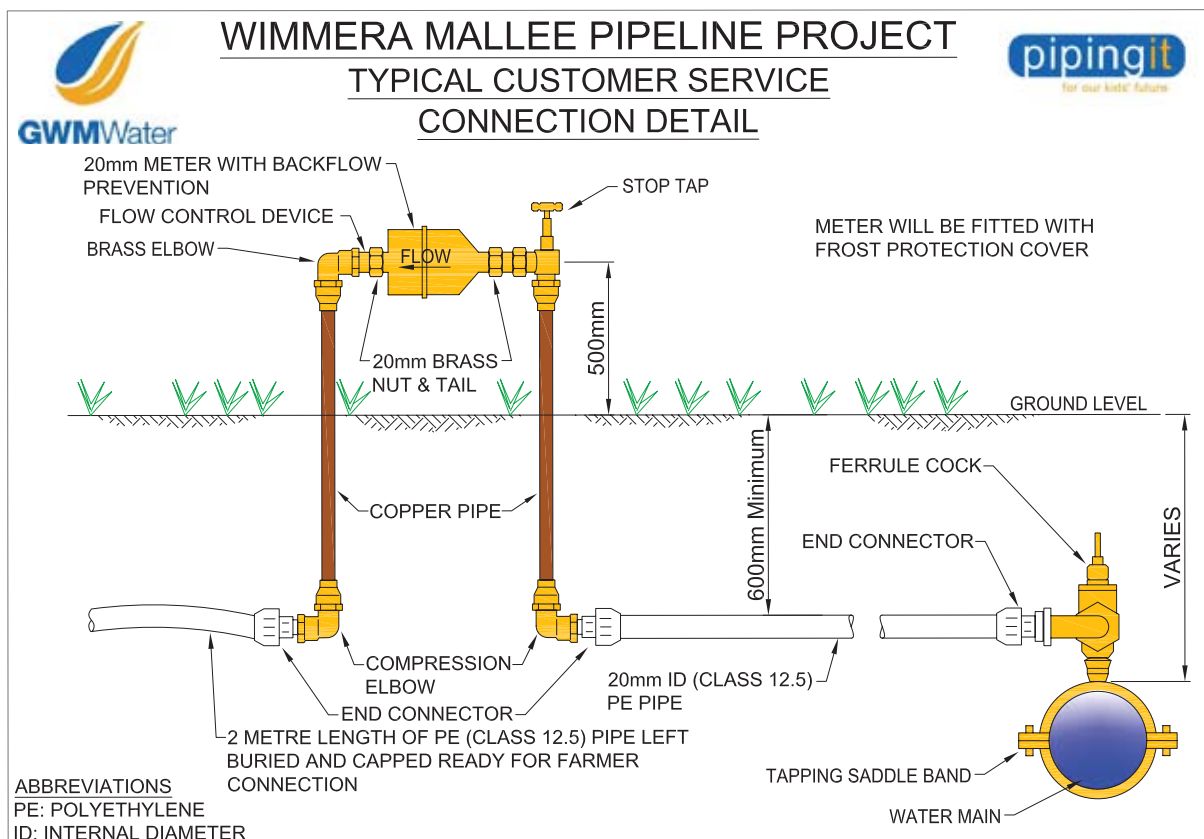 WIMMERA MALLEE PIPELINE PROJECT
TYPICAL CUSTOMER SERVICE
CONNECTION DETAIL
GWMWater
pipingit
for our kids' future
20mm METER WITH BACKFLOW
PREVENTION
FLOW CONTROL DEVICE
BRASS ELBOW
STOP TAP
METER WILL BE FITTED WITH
FROST PROTECTION COVER
FLOW
500mm
20mm BRASS
NUT & TAIL
GROUND LEVEL
FERRULE COCK
COPPER PIPE
600mm Minimum
END CONNECTOR
VARIES
COMPRESSION
ELBOW
20mm ID (CLASS 12.5)
PE PIPE
END CONNECTOR
2 METRE LENGTH OF PE (CLASS 12.5) PIPE LEFT
BURIED AND CAPPED READY FOR FARMER
CONNECTION
TAPPING SADDLE BAND
WATER MAIN
ABBREVIATIONS
PE: POLYETHYLENE
ID: INTERNAL DIAMETER